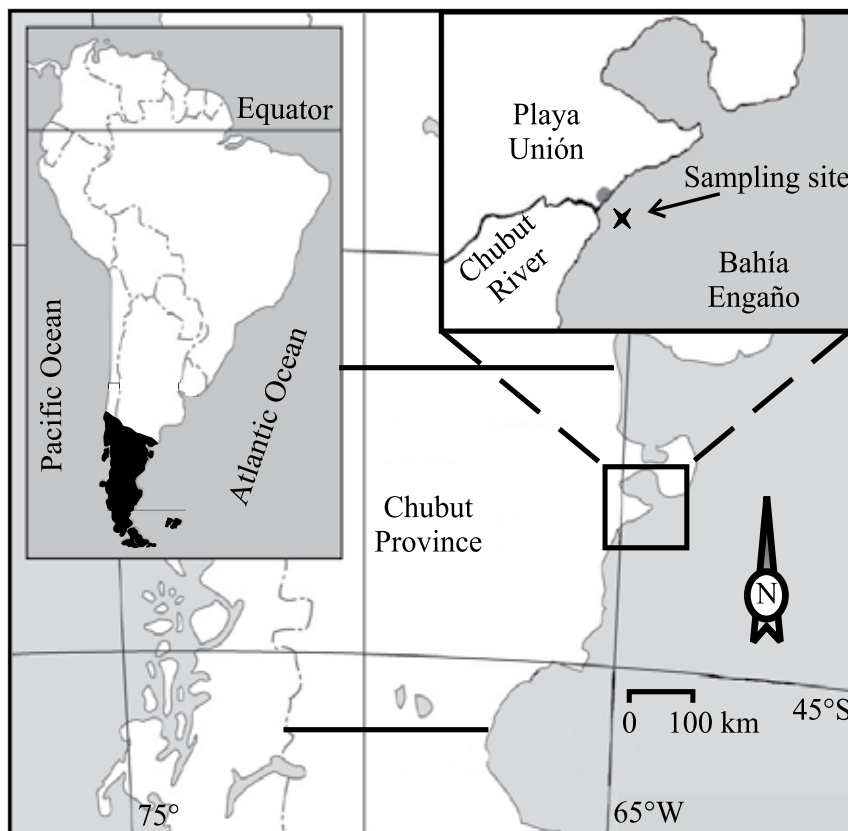 Equator
Pacific Ocean
Atlantic Ocean
Playa
Unión
Sampling site
Chubut
River
Bahía
Engaño
Chubut
Province
N
0 100 km
45°S
75°
65°W